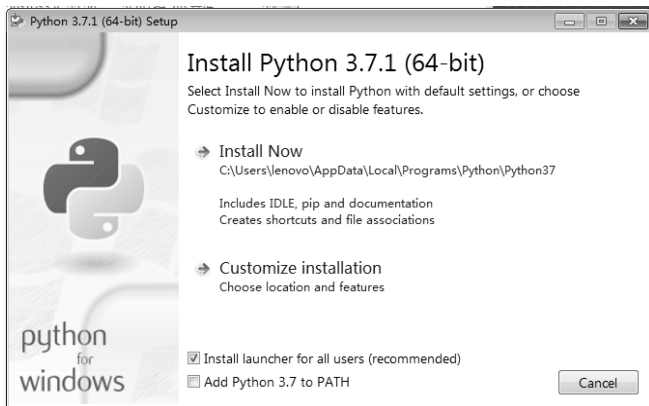 Python 3.7.1 (64-bit) Setup
Install Python 3.7.1 (64-bit)
Select Install Now to install Python with default settings, or choose
Customize to enable or disable features.
Install Now
C:\Users\lenovo\AppData\Local\Programs\Python\Python37
Includes IDLE, pip and documentation
Creates shortcuts and file associations
Customize installation
Choose location and features
python
for
windows
Install launcher for all users (recommended)
Add Python 3.7 to PATH
Cancel